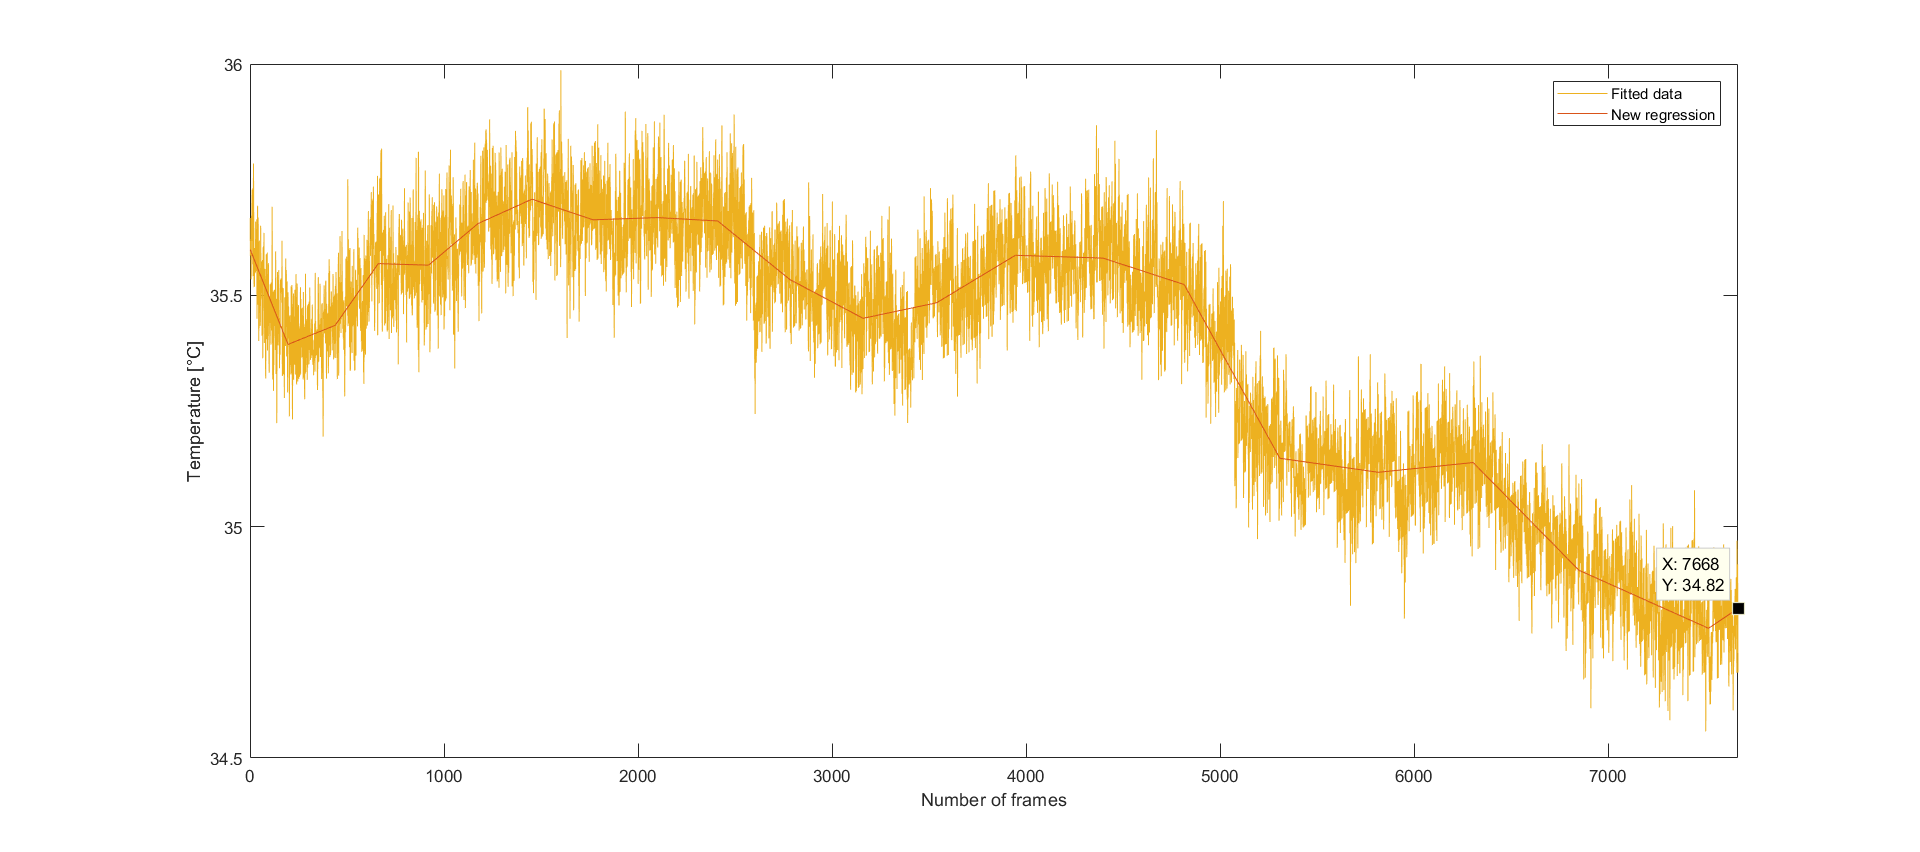 36
35.5
35
34.5
Temperature [°C]
Fitted data
New regression
X: 7668
Y: 34.82
0 1000 2000 3000 4000 5000 6000 7000
Number of frames